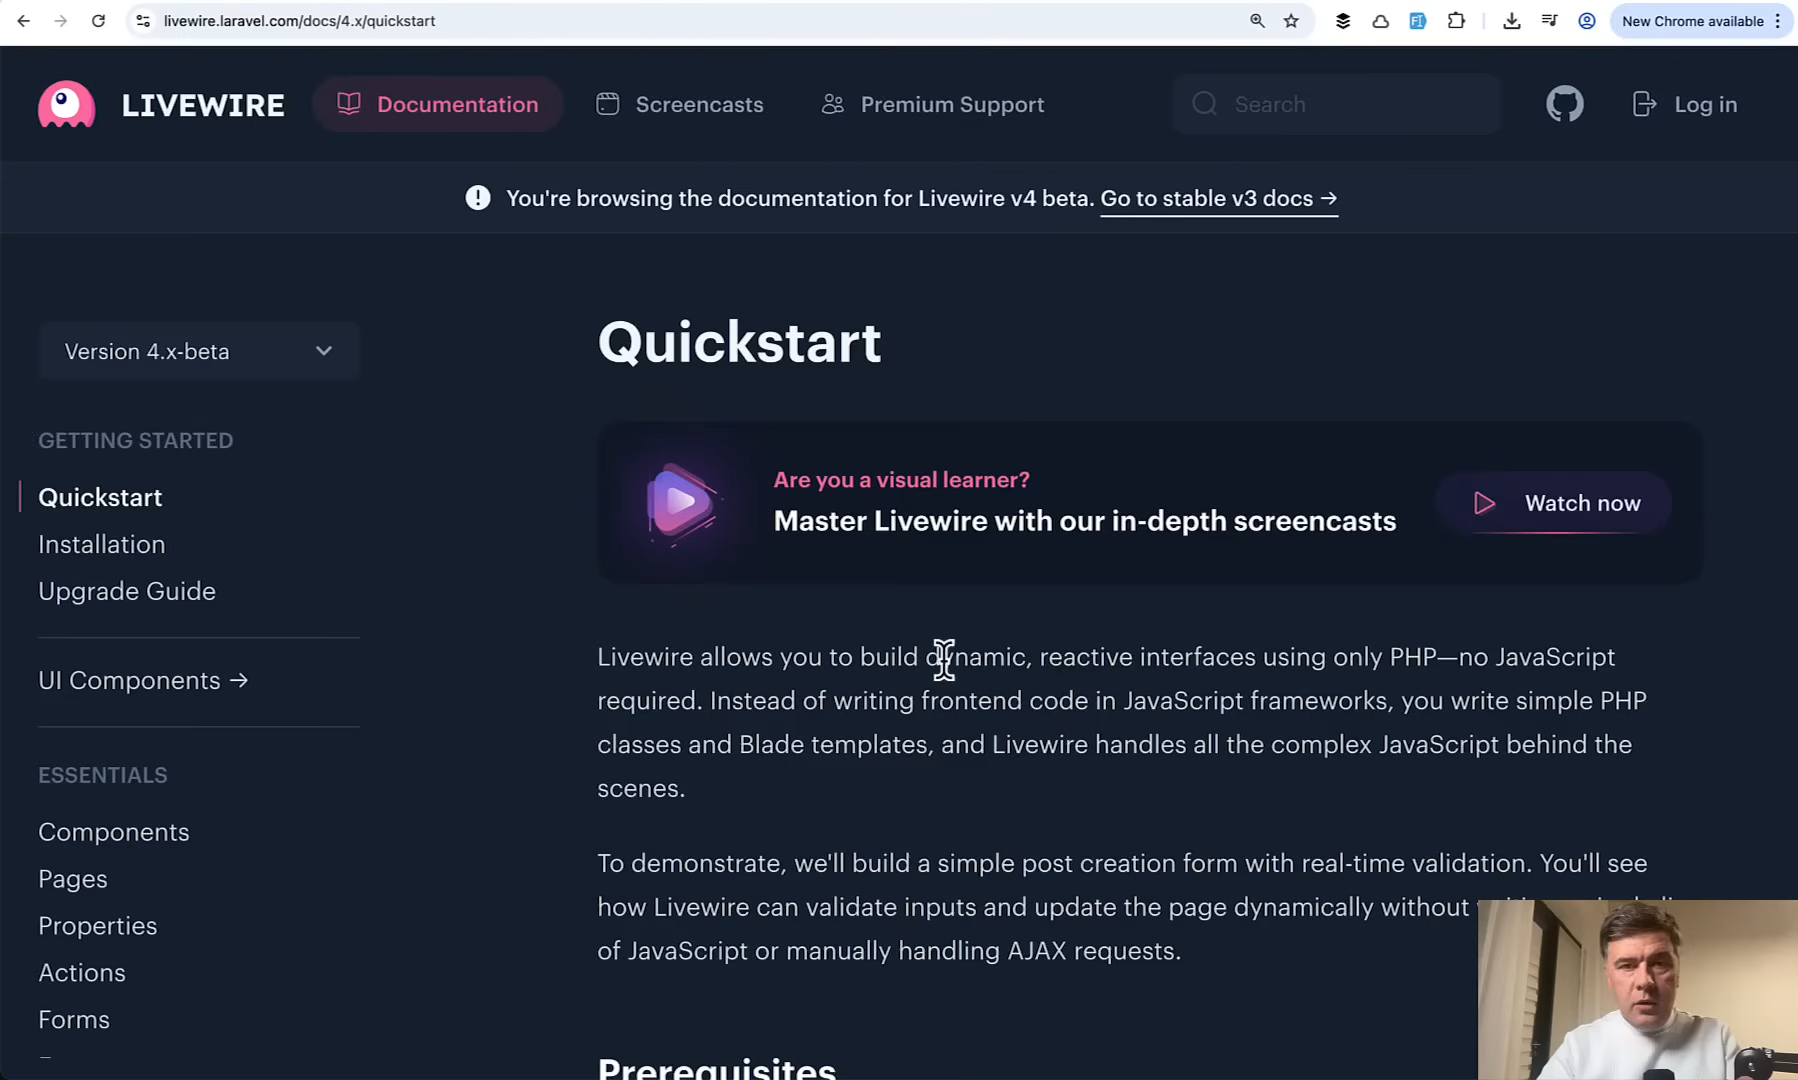 livewire.laravel.com/docs/4.x/quickstart
New Chrome available
LIVEWIRE
Documentation
Screencasts
Premium Support
Search
Log in
You're browsing the documentation for Livewire v4 beta. Go to stable v3 docs →
Version 4.x-beta
GETTING STARTED
Quickstart
Installation
Upgrade Guide
UI Components →
ESSENTIALS
Components
Pages
Properties
Actions
Forms
Quickstart
Are you a visual learner?
Master Livewire with our in-depth screencasts
Watch now
Livewire allows you to build dynamic, reactive interfaces using only PHP—no JavaScript
required. Instead of writing frontend code in JavaScript frameworks, you write simple PHP
classes and Blade templates, and Livewire handles all the complex JavaScript behind the
scenes.
To demonstrate, we'll build a simple post creation form with real-time validation. You'll see
how Livewire can validate inputs and update the page dynamically without
of JavaScript or manually handling AJAX requests.
Prerequisites